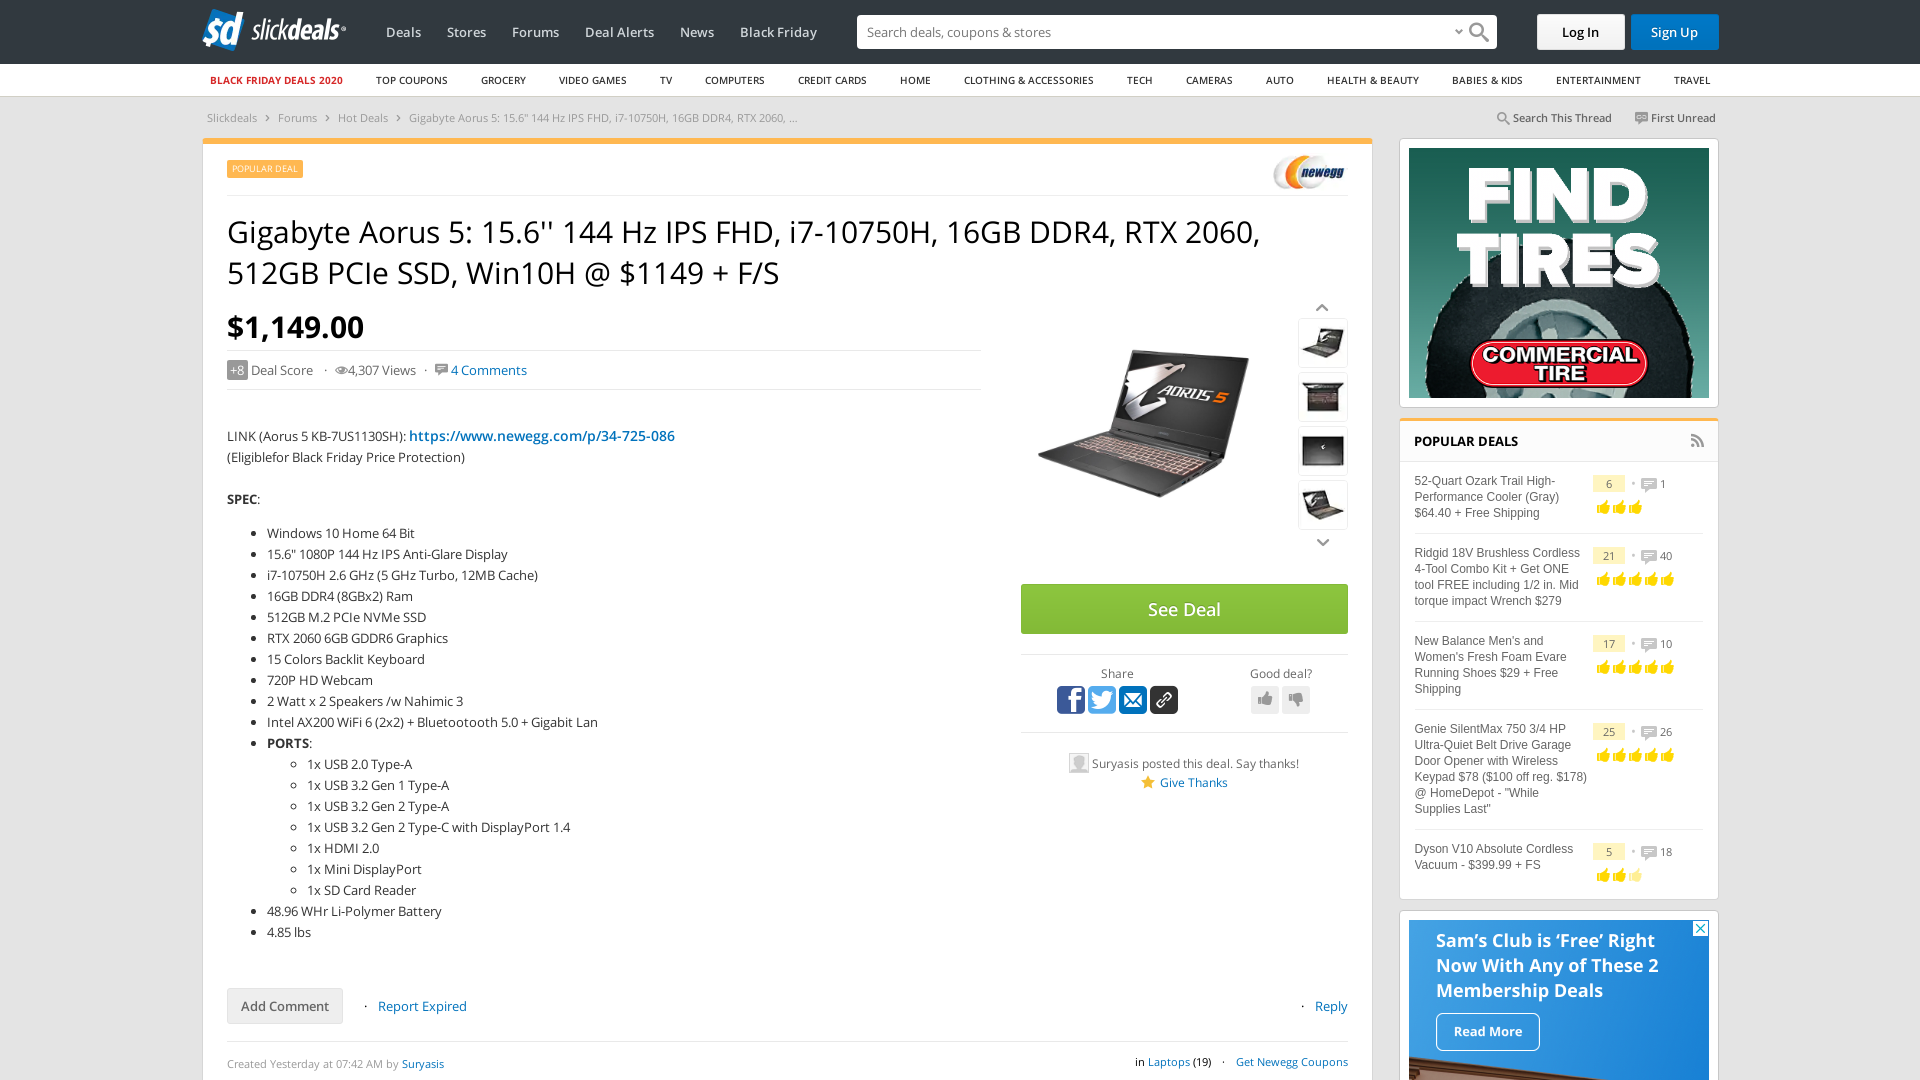 slickdeals
Deals
Stores
Forums
Deal Alerts
News
Black Friday
Search deals, coupons & stores
Log In
Sign Up
BLACK FRIDAY DEALS 2020
TOP COUPONS
GROCERY
VIDEO GAMES
TV
COMPUTERS
CREDIT CARDS
HOME
CLOTHING & ACCESSORIES
TECH
CAMERAS
AUTO
HEALTH & BEAUTY
BABIES & KIDS
ENTERTAINMENT
TRAVEL
Slickdeals › Forums › Hot Deals › Gigabyte Aorus 5: 15.6" 144 Hz IPS FHD, i7-10750H, 16GB DDR4, RTX 2060, ...
Search This Thread
First Unread
POPULAR DEAL
newegg
Gigabyte Aorus 5: 15.6'' 144 Hz IPS FHD, i7-10750H, 16GB DDR4, RTX 2060,
512GB PCIe SSD, Win10H @ $1149 + F/S
$1,149.00
+8 Deal Score · 4,307 Views · 4 Comments
LINK (Aorus 5 KB-7US1130SH): https://www.newegg.com/p/34-725-086
(Eligiblefor Black Friday Price Protection)
SPEC:
• Windows 10 Home 64 Bit
• 15.6" 1080P 144 Hz IPS Anti-Glare Display
• i7-10750H 2.6 GHz (5 GHz Turbo, 12MB Cache)
• 16GB DDR4 (8GBx2) Ram
• 512GB M.2 PCIe NVMe SSD
• RTX 2060 6GB GDDR6 Graphics
• 15 Colors Backlit Keyboard
• 720P HD Webcam
• 2 Watt x 2 Speakers /w Nahimic 3
• Intel AX200 WiFi 6 (2x2) + Bluetootooth 5.0 + Gigabit Lan
• PORTS:
◦ 1x USB 2.0 Type-A
◦ 1x USB 3.2 Gen 1 Type-A
◦ 1x USB 3.2 Gen 2 Type-A
◦ 1x USB 3.2 Gen 2 Type-C with DisplayPort 1.4
◦ 1x HDMI 2.0
◦ 1x Mini DisplayPort
◦ 1x SD Card Reader
• 48.96 WHr Li-Polymer Battery
• 4.85 lbs
AORUS 5
See Deal
Share
Good deal?
Suryasis posted this deal. Say thanks!
Give Thanks
Add Comment
· Report Expired
· Reply
Created Yesterday at 07:42 AM by Suryasis
in Laptops (19) · Get Newegg Coupons
FIND
TIRES
COMMERCIAL
TIRE
POPULAR DEALS
52-Quart Ozark Trail High-
Performance Cooler (Gray)
$64.40 + Free Shipping
6 • 1
Ridgid 18V Brushless Cordless
4-Tool Combo Kit + Get ONE
tool FREE including 1/2 in. Mid
torque impact Wrench $279
21 • 40
New Balance Men's and
Women's Fresh Foam Evare
Running Shoes $29 + Free
Shipping
17 • 10
Genie SilentMax 750 3/4 HP
Ultra-Quiet Belt Drive Garage
Door Opener with Wireless
Keypad $78 ($100 off reg. $178)
@ HomeDepot - "While
Supplies Last"
25 • 26
Dyson V10 Absolute Cordless
Vacuum - $399.99 + FS
5 • 18
Sam's Club is 'Free' Right
Now With Any of These 2
Membership Deals
Read More